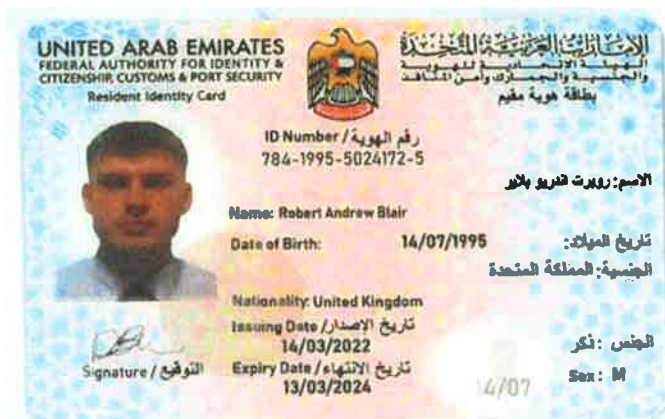 UNITED ARAB EMIRATES
FEDERAL AUTHORITY FOR IDENTITY &
CITIZENSHIP, CUSTOMS & PORT SECURITY
Resident Identity Card
الإمارات العربية المتحدة
الهيئة الاتحادية للهوية
والجنسية والجمارك وأمن المنافذ
بطاقة هوية مقيم
ID Number / رقم الهوية
784-1995-5024172-5
الاسم: روبرت اندريو بلاير
Name: Robert Andrew Blair
Date of Birth: 14/07/1995 تاريخ الميلاد:
الجنسية: المملكة المتحدة
Nationality: United Kingdom
Issuing Date / تاريخ الاصدار
14/03/2022
Expiry Date / تاريخ الانتهاء
13/03/2024
الجنس : ذكر
Sex: M
Signature / التوقيع
14/07